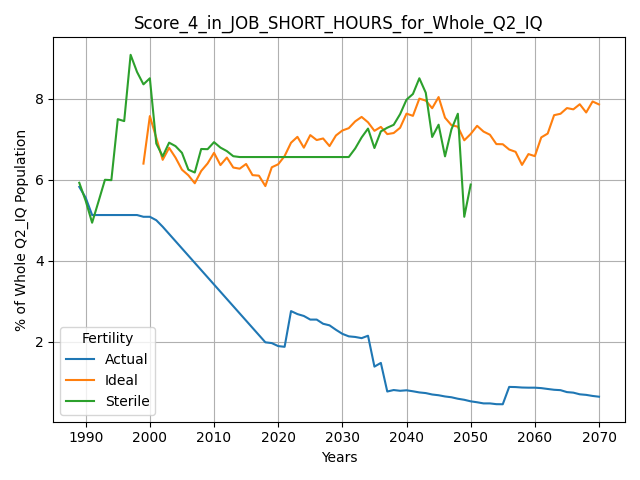 Score_4_in_JOB_SHORT_HOURS_for_Whole_Q2_IQ
% of Whole Q2_IQ Population
8
6
4
2
Fertility
Actual
Ideal
Sterile
1990 2000 2010 2020 2030 2040 2050 2060 2070
Years